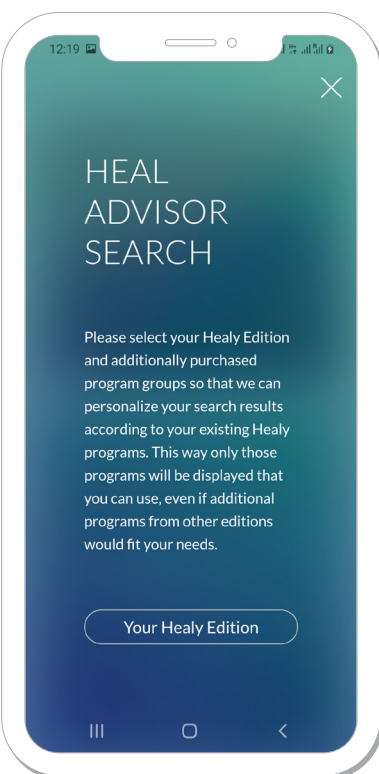 12:19
HEAL
ADVISOR
SEARCH
Please select your Healy Edition
and additionally purchased
program groups so that we can
personalize your search results
according to your existing Healy
programs. This way only those
programs will be displayed that
you can use, even if additional
programs from other editions
would fit your needs.
Your Healy Edition